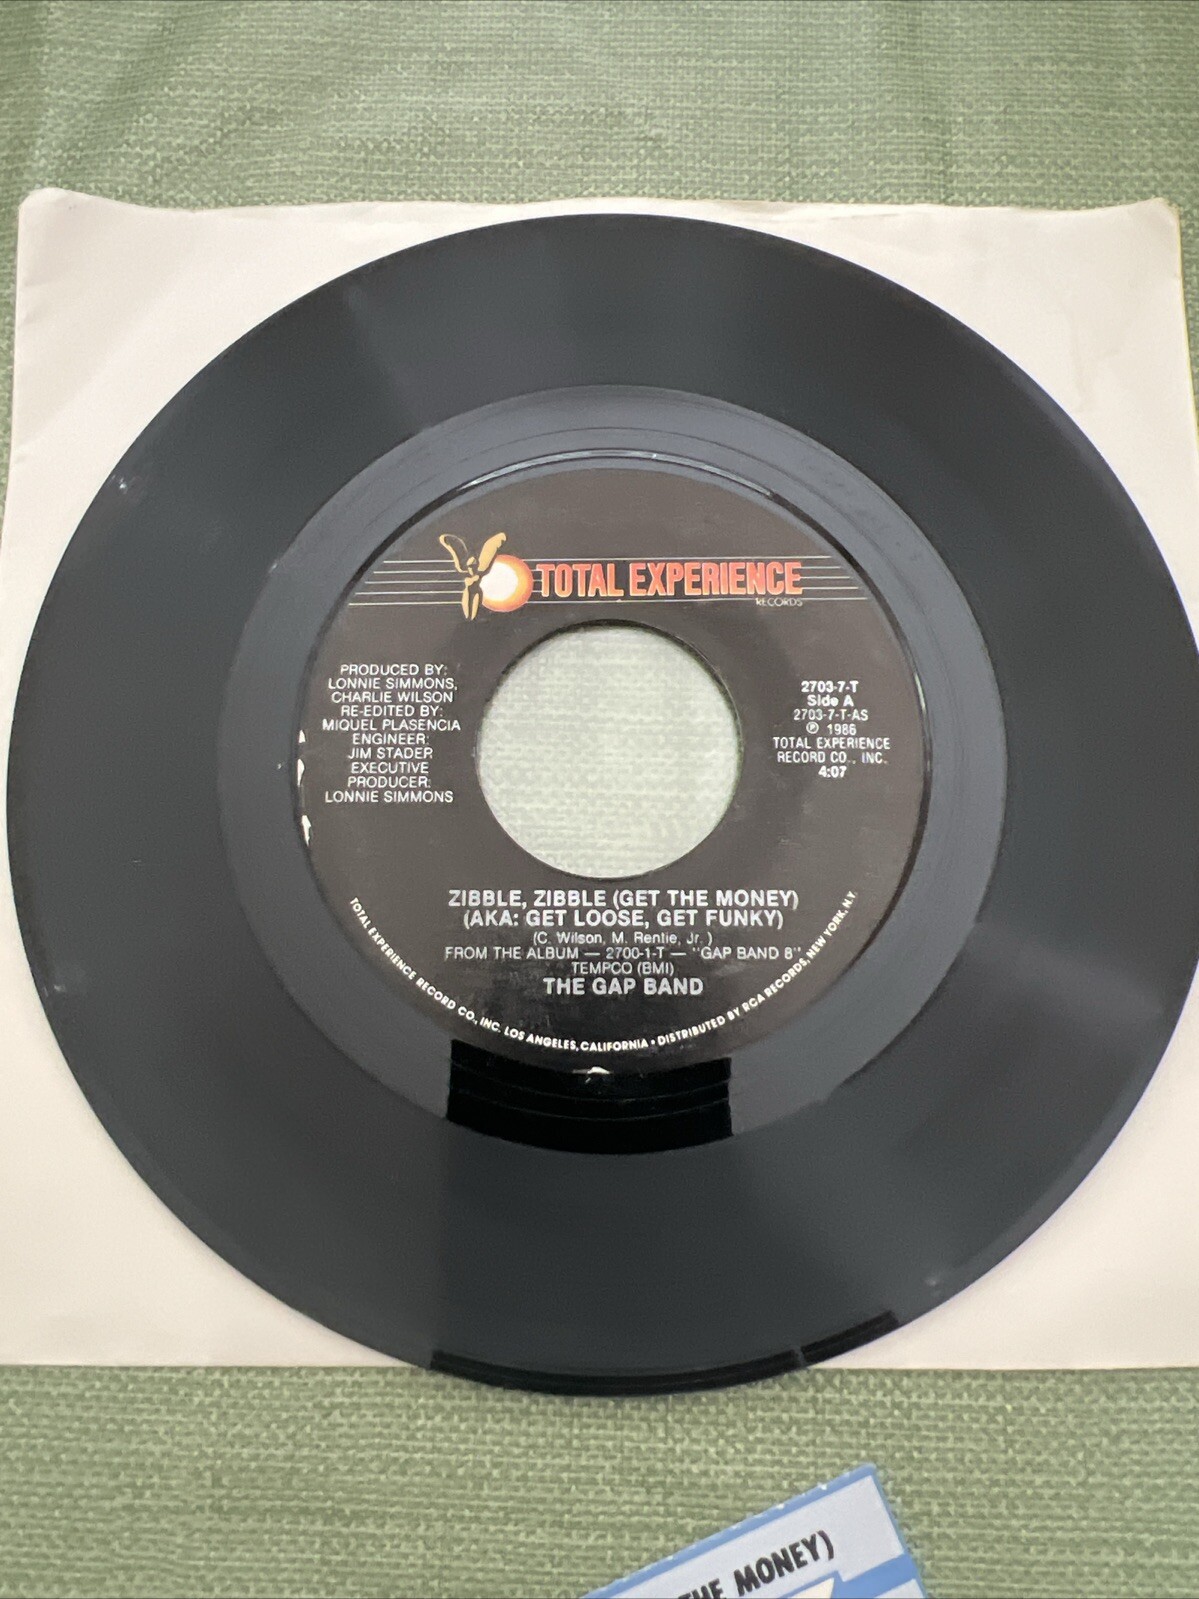 TOTAL EXPERIENCE
RECORDS
PRODUCED BY:
LONNIE SIMMONS,
CHARLIE WILSON
RE-EDITED BY:
MIQUEL PLASENCIA
ENGINEER:
JIM STADER
EXECUTIVE
PRODUCER:
LONNIE SIMMONS
2703-7-T
Side A
2703-7-T-AS
℗ 1986
TOTAL EXPERIENCE
RECORD CO., INC.
4:07
ZIBBLE, ZIBBLE (GET THE MONEY)
(AKA: GET LOOSE, GET FUNKY)
(C. Wilson, M. Rentie, Jr.)
FROM THE ALBUM — 2700-1-T — "GAP BAND 8"
TEMPCO (BMI)
THE GAP BAND
TOTAL EXPERIENCE RECORD CO., INC. LOS ANGELES, CALIFORNIA • DISTRIBUTED BY RCA RECORDS, NEW YORK, N.Y.
THE MONEY)